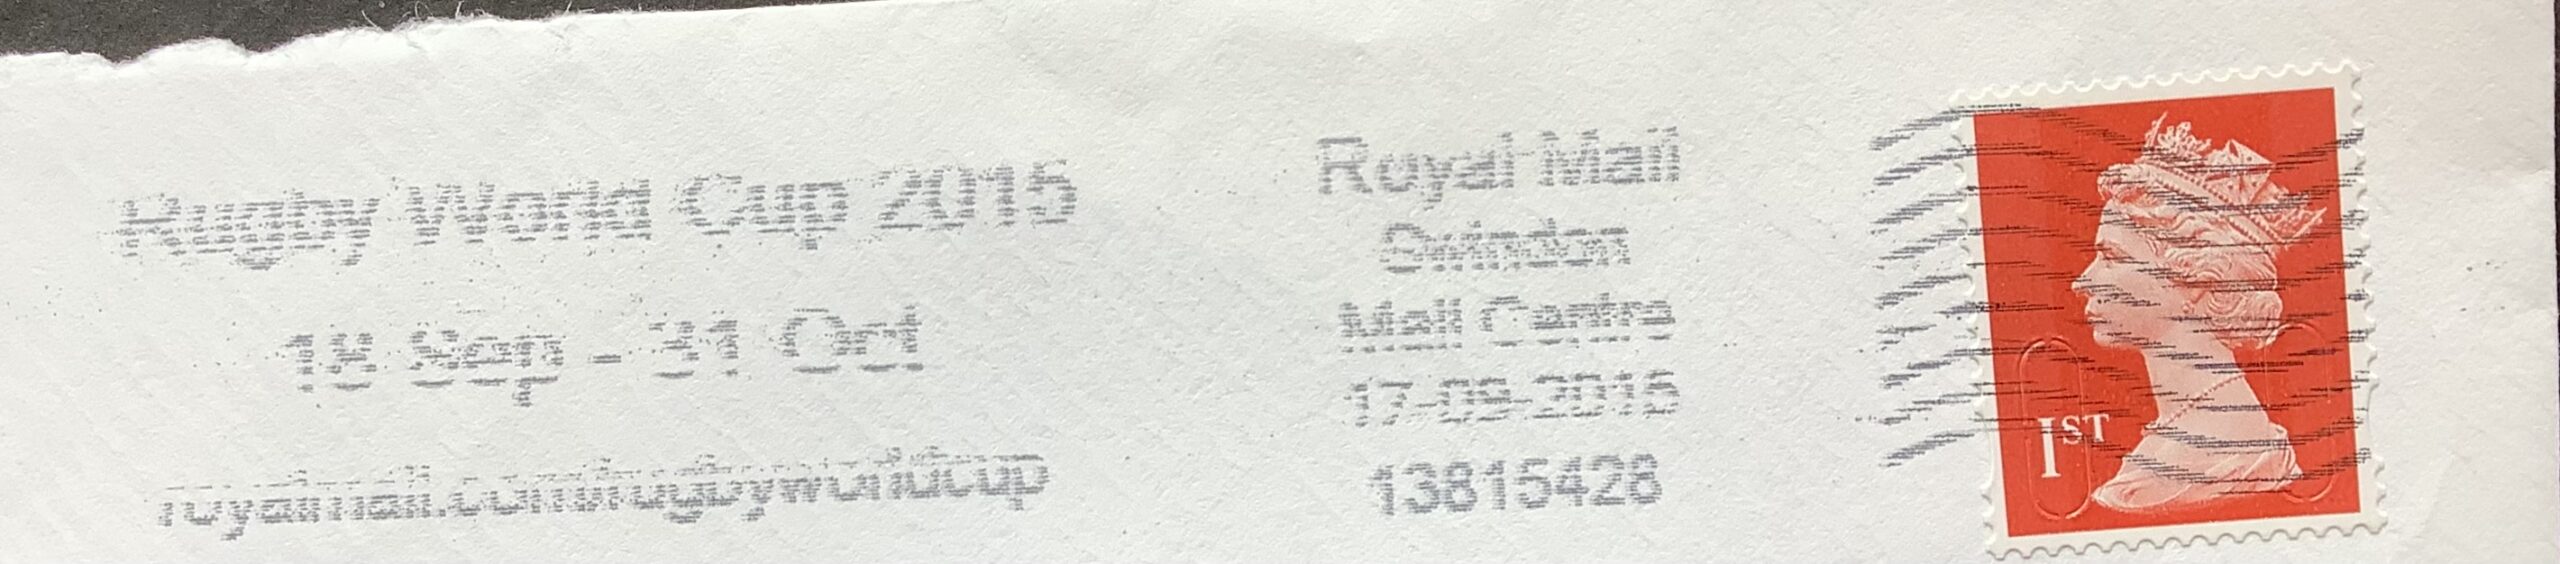 Rugby World Cup 2015
18 Sep - 31 Oct
royalmail.com/rugbyworldcup
Royal Mail
Swindon
Mail Centre
17-09-2015
13815428
1ST